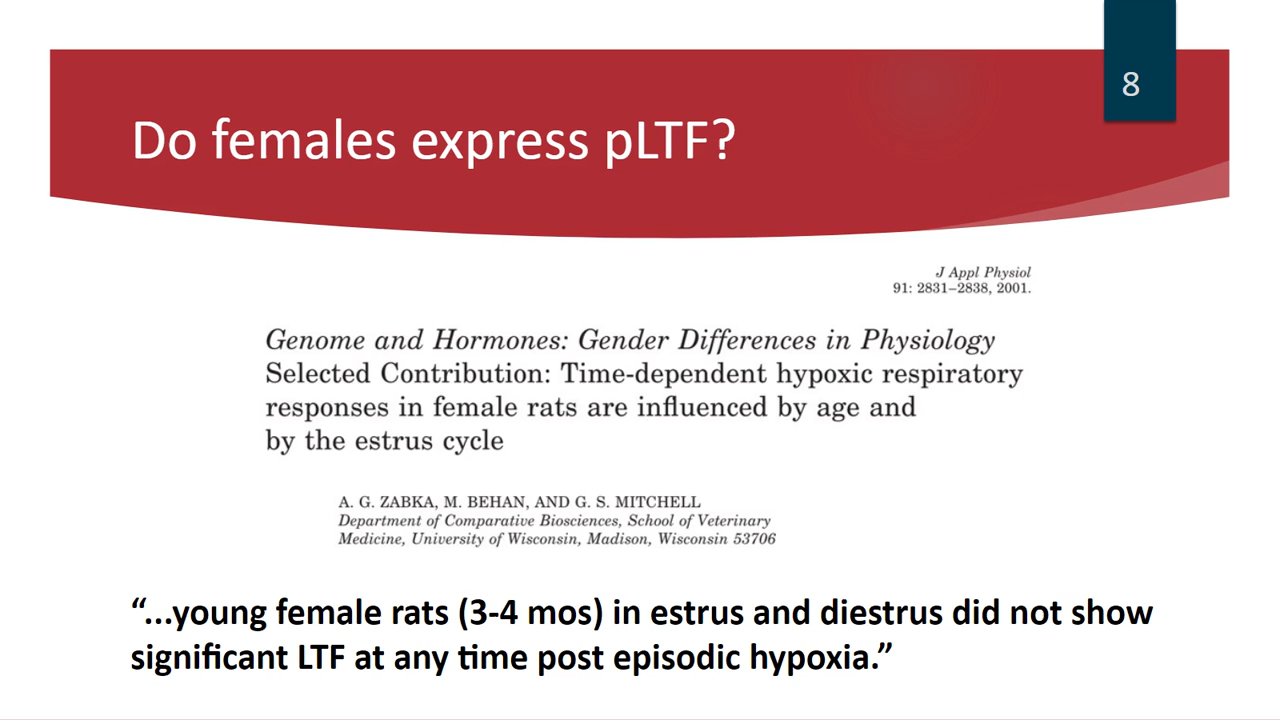 8
Do females express pLTF?
J Appl Physiol
91: 2831–2838, 2001.
Genome and Hormones: Gender Differences in Physiology
Selected Contribution: Time-dependent hypoxic respiratory
responses in female rats are influenced by age and
by the estrus cycle
A. G. ZABKA, M. BEHAN, AND G. S. MITCHELL
Department of Comparative Biosciences, School of Veterinary
Medicine, University of Wisconsin, Madison, Wisconsin 53706
“...young female rats (3-4 mos) in estrus and diestrus did not show
significant LTF at any time post episodic hypoxia.”